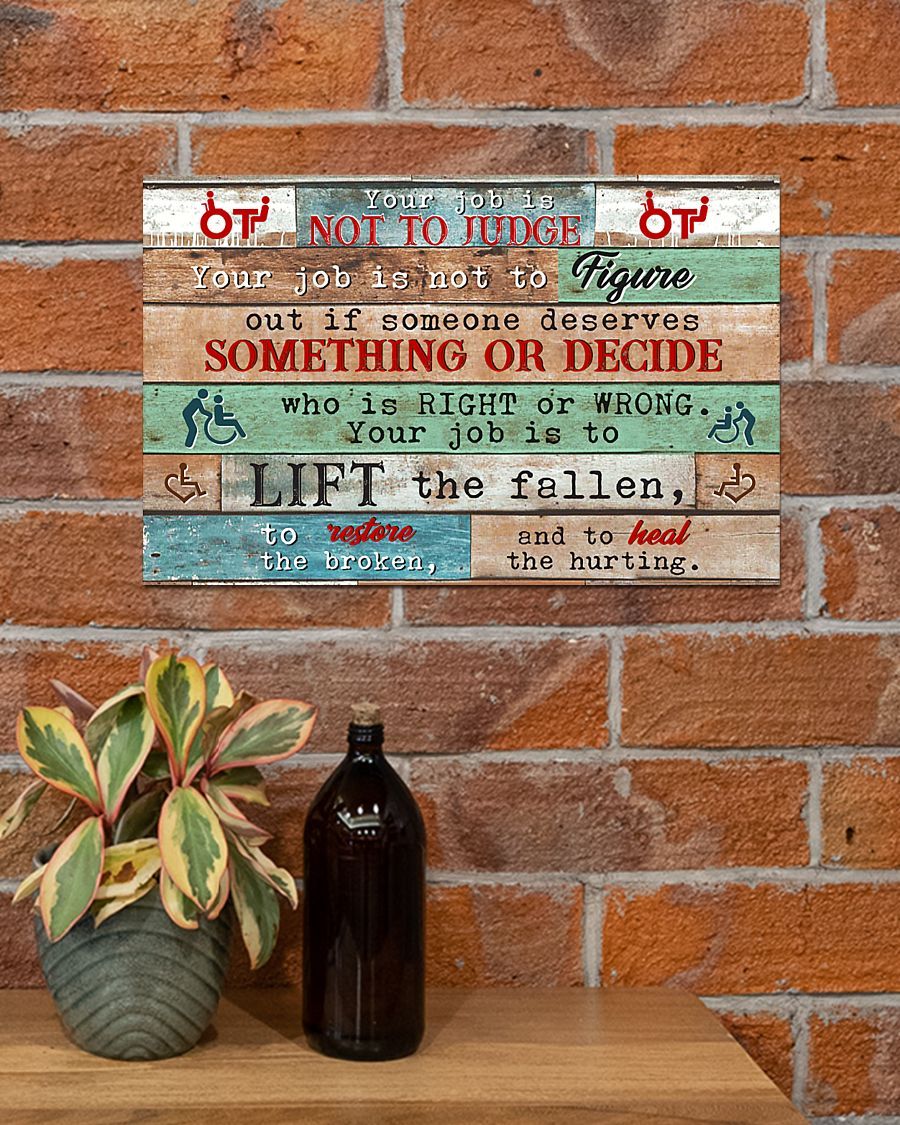 OT Your job is OT
NOT TO JUDGE
Your job is not to Figure
out if someone deserves
SOMETHING OR DECIDE
who is RIGHT or WRONG.
Your job is to
LIFT the fallen,
to restore and to heal
the broken, the hurting.